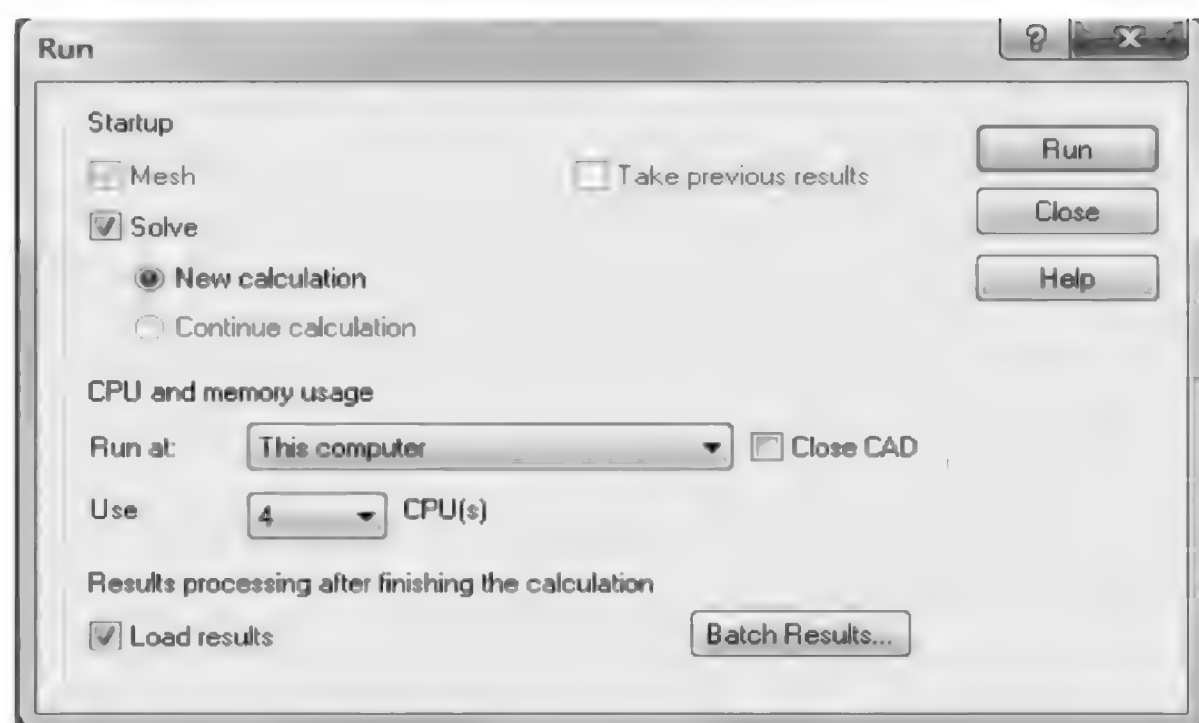 Run
Startup
Mesh
Take previous results
Run
Solve
Close
New calculation
Help
Continue calculation
CPU and memory usage
Run at:
This computer
Close CAD
Use
4
CPU(s)
Results processing after finishing the calculation
Load results
Batch Results...